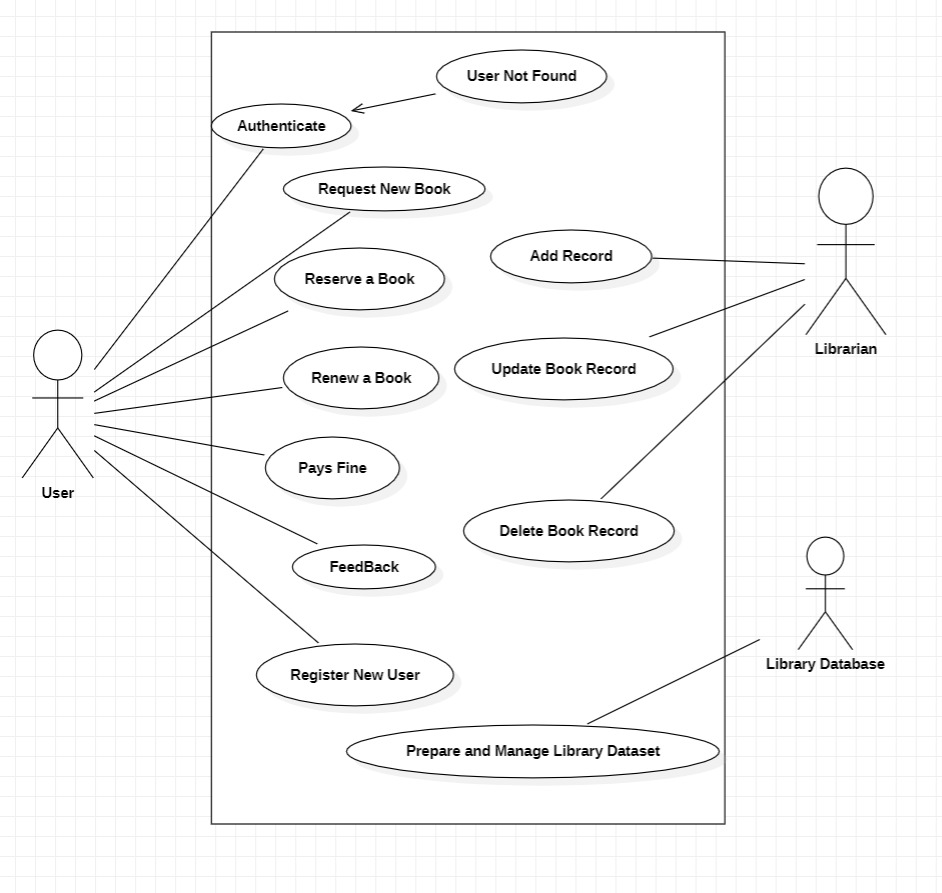 User Not Found
Authenticate
Request New Book
Add Record
Reserve a Book
Librarian
Update Book Record
Renew a Book
Pays Fine
User
Delete Book Record
FeedBack
Library Database
Register New User
Prepare and Manage Library Dataset